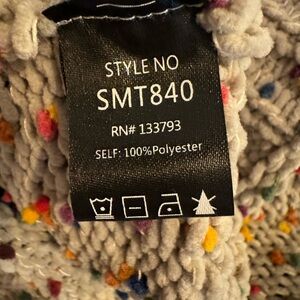 STYLE NO
SMT840
RN# 133793
SELF: 100%Polyester